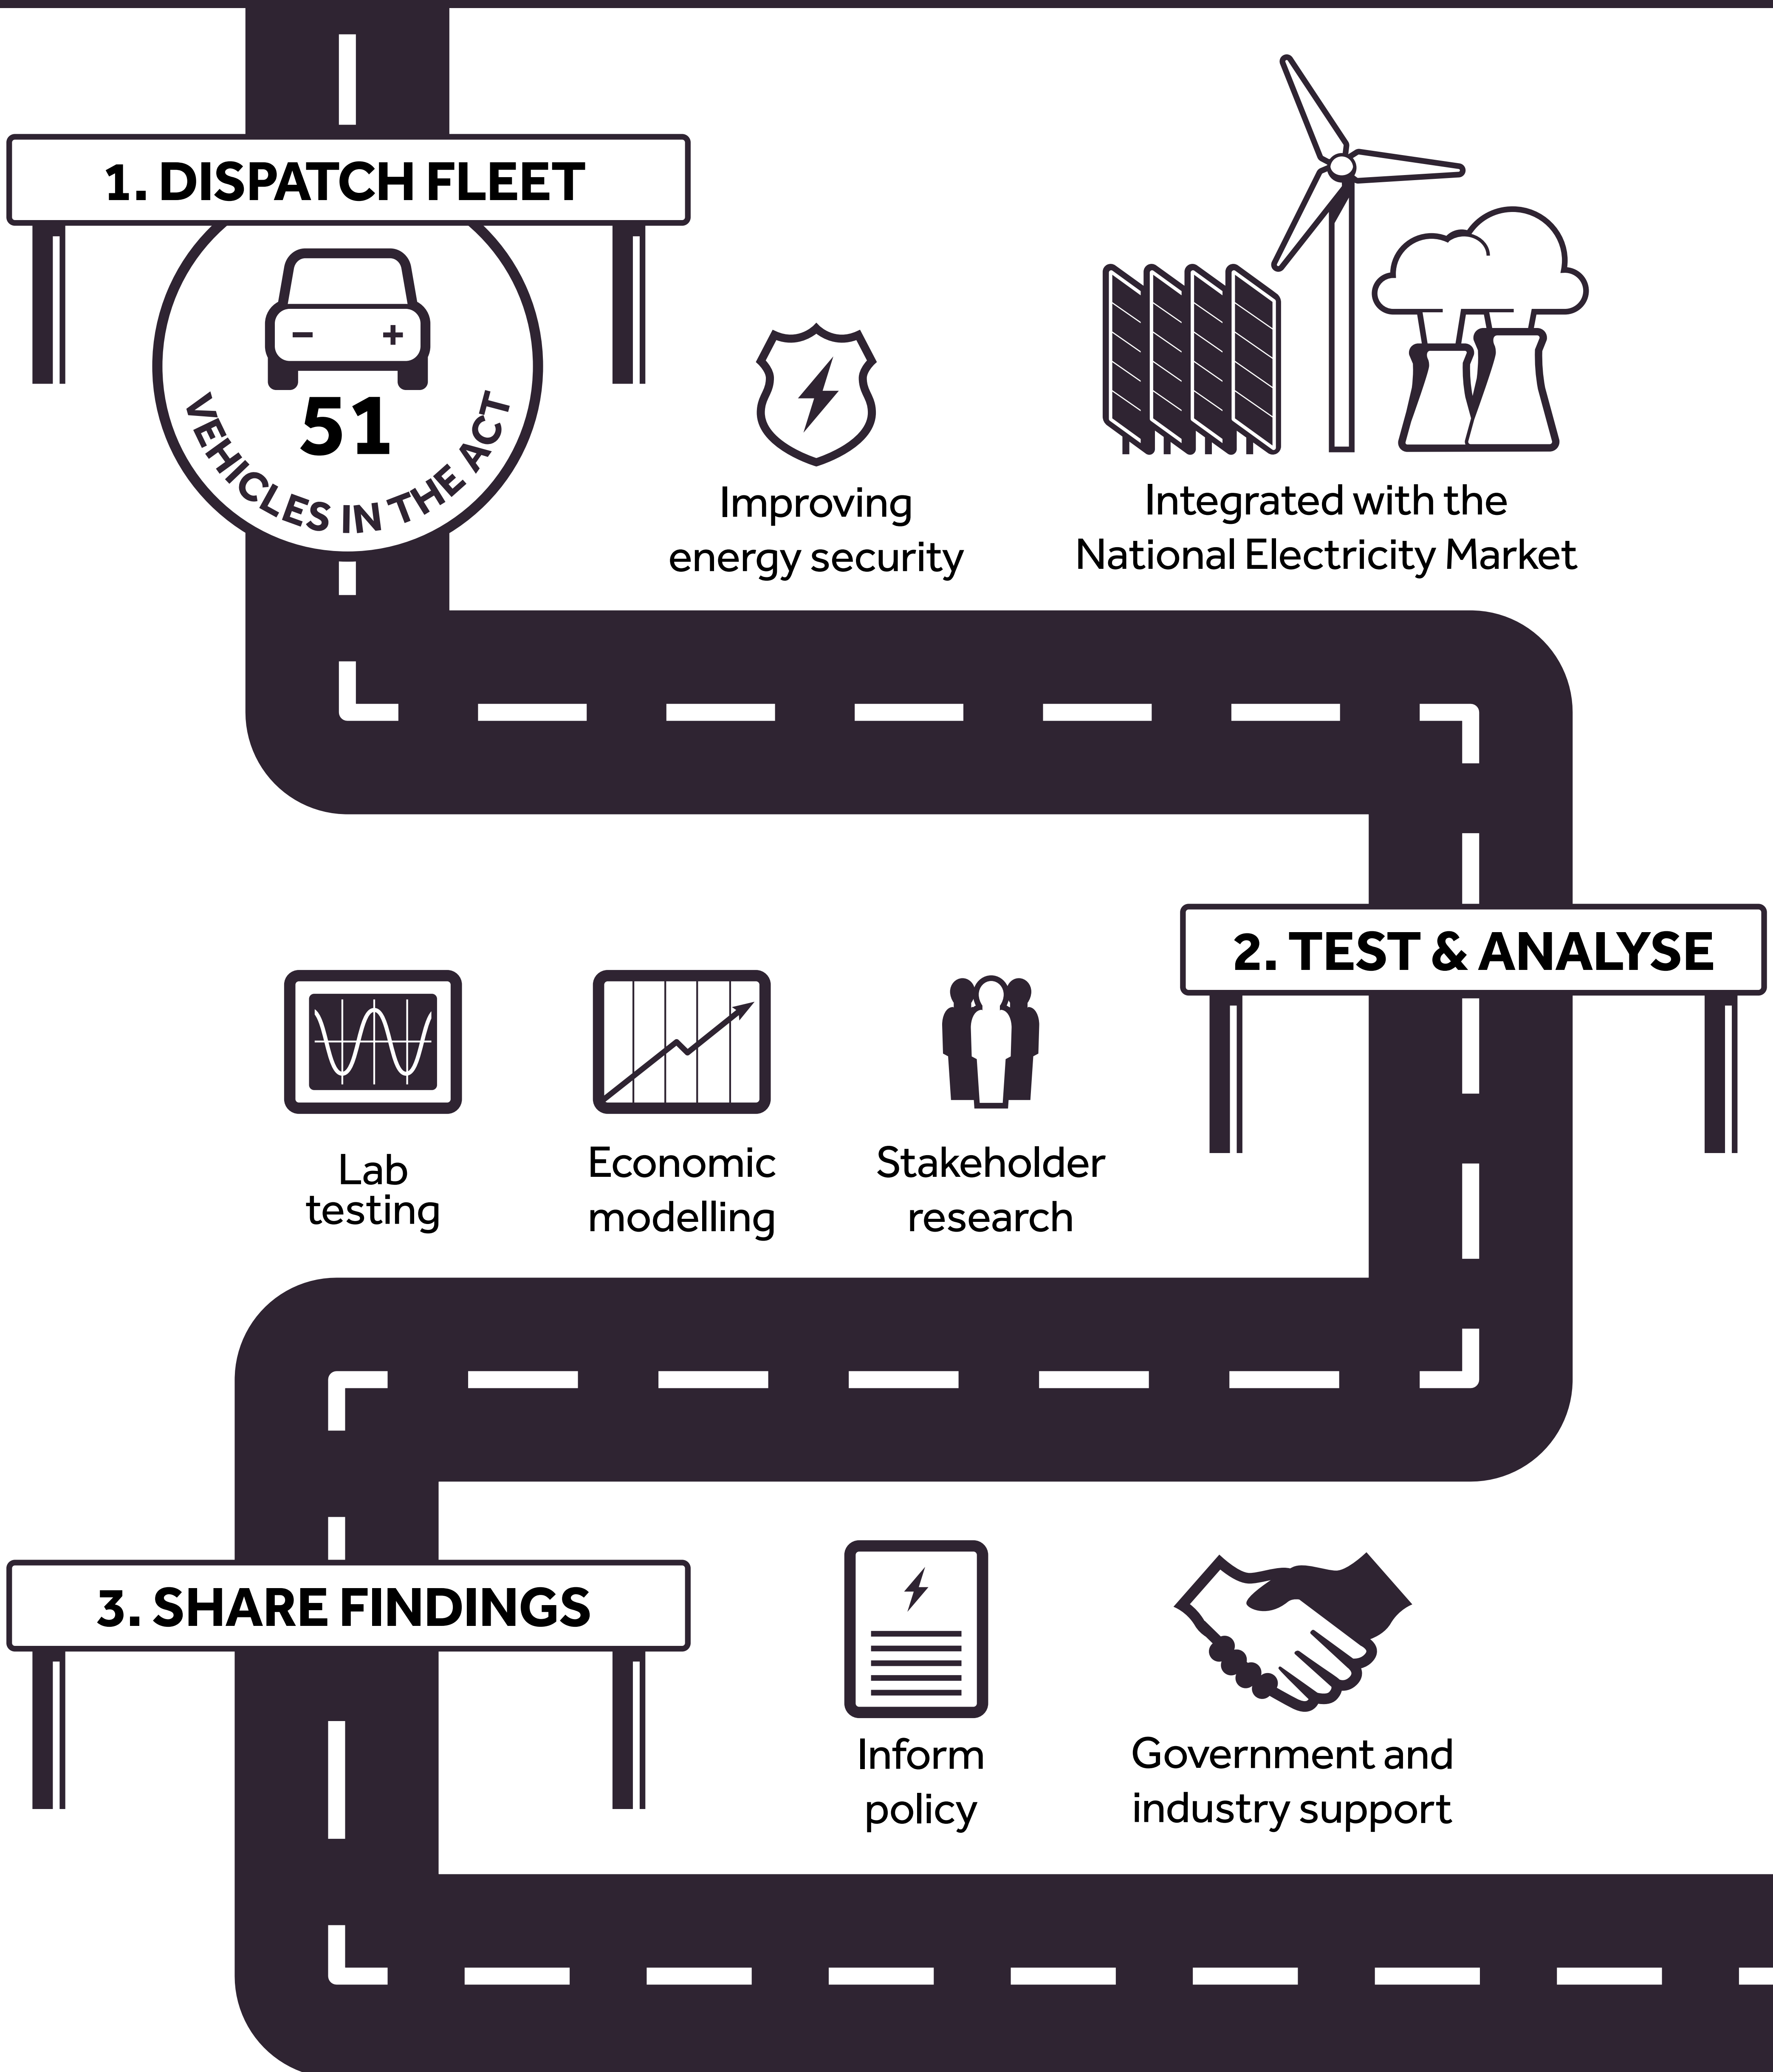 1. DISPATCH FLEET
51
VEHICLES IN THE ACT
Improving
energy security
Integrated with the
National Electricity Market
2. TEST & ANALYSE
Lab
testing
Economic
modelling
Stakeholder
research
3. SHARE FINDINGS
Inform
policy
Government and
industry support